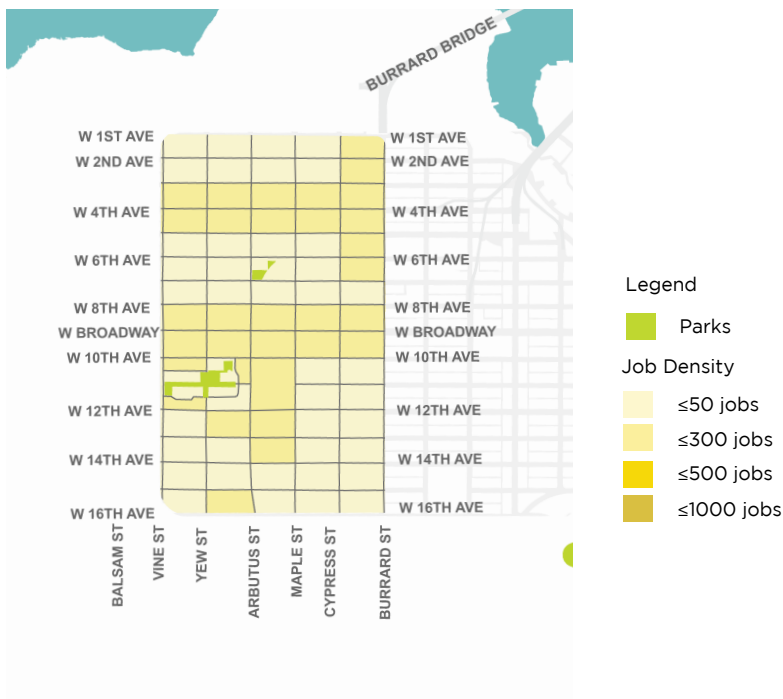 BURRARD BRIDGE
W 1ST AVE
W 1ST AVE
W 2ND AVE
W 2ND AVE
W 4TH AVE
W 4TH AVE
W 6TH AVE
W 6TH AVE
W 8TH AVE
W 8TH AVE
W BROADWAY
W BROADWAY
W 10TH AVE
W 10TH AVE
W 12TH AVE
W 12TH AVE
W 14TH AVE
W 14TH AVE
W 16TH AVE
W 16TH AVE
BALSAM ST
VINE ST
YEW ST
ARBUTUS ST
MAPLE ST
CYPRESS ST
BURRARD ST
Legend
Parks
Job Density
≤50 jobs
≤300 jobs
≤500 jobs
≤1000 jobs